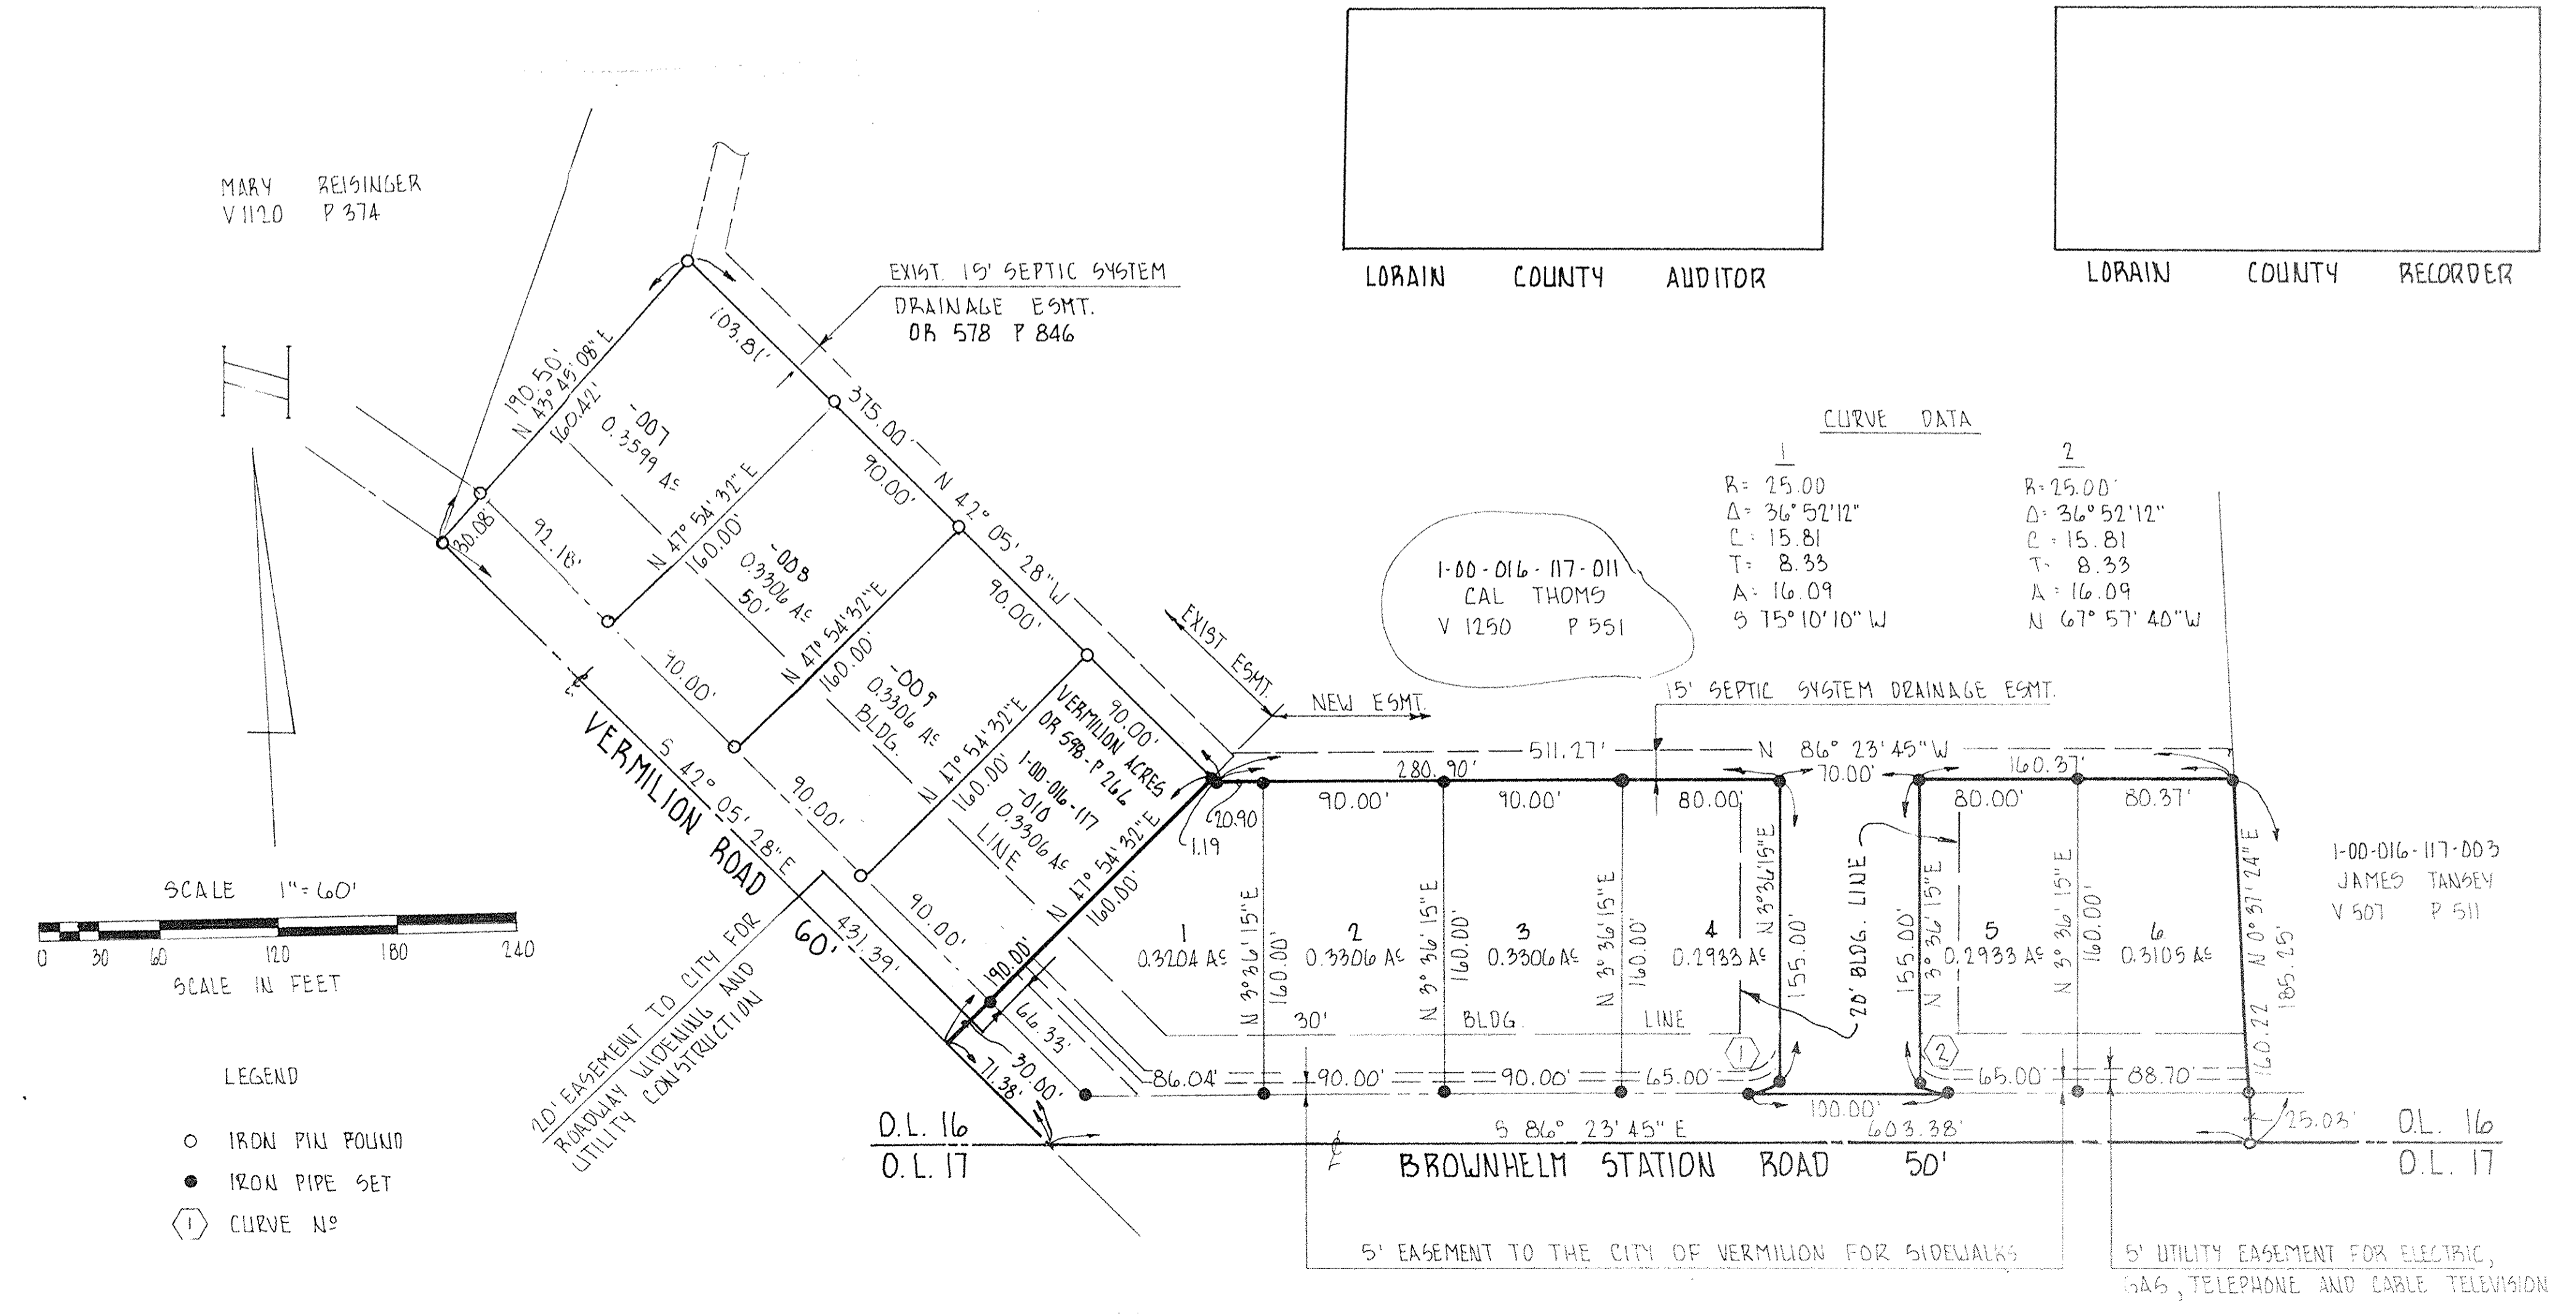 MARY REISINGER
V 1120 P 374
LORAIN COUNTY AUDITOR
LORAIN COUNTY RECORDER
EXIST. 15' SEPTIC SYSTEM
DRAINAGE ESMT.
OR 578 P 846
190.50'
N 43° 45' 08" E
160.42'
103.81'
-007
0.3599 Ac
375.00'
N 42° 05' 28" W
90.00'
90.00'
90.00'
30.08'
92.18'
N 47° 54' 32" E
160.00'
-008
0.3306 Ac
50'
90.00'
N 47° 54' 32" E
160.00'
-009
0.3306 Ac
BLDG.
90.00'
N 47° 54' 32" E
160.00'
VERMILION ACRES
OR 598-P 266
1-00-016-117
-010
0.3306 Ac
LINE
90.00'
N 47° 54' 32" E
160.00'
190.00'
S 42° 05' 28" E
VERMILION ROAD 60'
431.39'
20' EASEMENT TO CITY FOR
ROADWAY WIDENING AND
UTILITY CONSTRUCTION
CURVE DATA
1
R= 25.00
Δ= 36° 52' 12"
C= 15.81
T= 8.33
A= 16.09
S 75° 10' 10" W
2
R= 25.00'
Δ= 36° 52' 12"
C= 15.81
T= 8.33
A= 16.09
N 67° 57' 40" W
1-00-016-117-011
CAL THOMS
V 1250 P 551
EXIST ESMT.
NEW ESMT.
15' SEPTIC SYSTEM DRAINAGE ESMT.
511.27' N 86° 23' 45" W
280.90' 70.00' 160.37'
20.90 90.00' 90.00' 80.00' 80.00' 80.37'
1.19
1
0.3204 Ac
N 3° 36' 15" E
160.00'
2
0.3306 Ac
N 3° 36' 15" E
160.00'
3
0.3306 Ac
N 3° 36' 15" E
160.00'
4
0.2933 Ac
N 3° 36' 15" E
155.00'
20' BLDG. LINE
155.00'
N 3° 36' 15" E
5
0.2933 Ac
N 3° 36' 15" E
160.00'
6
0.3105 Ac
160.22 N 0° 37' 24" E
185.25'
1-00-016-117-003
JAMES TANSEY
V 507 P 511
30' BLDG. LINE
1
2
66.33'
30.00'
71.38'
86.04' 90.00' 90.00' 65.00' 65.00' 88.70'
100.00'
25.03'
S 86° 23' 45" E 603.38'
O.L. 16
O.L. 17
BROWNHELM STATION ROAD 50'
O.L. 16
O.L. 17
5' EASEMENT TO THE CITY OF VERMILION FOR SIDEWALKS
5' UTILITY EASEMENT FOR ELECTRIC,
GAS, TELEPHONE AND CABLE TELEVISION
SCALE 1"=60'
0 30 60 120 180 240
SCALE IN FEET
LEGEND
IRON PIN FOUND
IRON PIPE SET
1 CURVE No